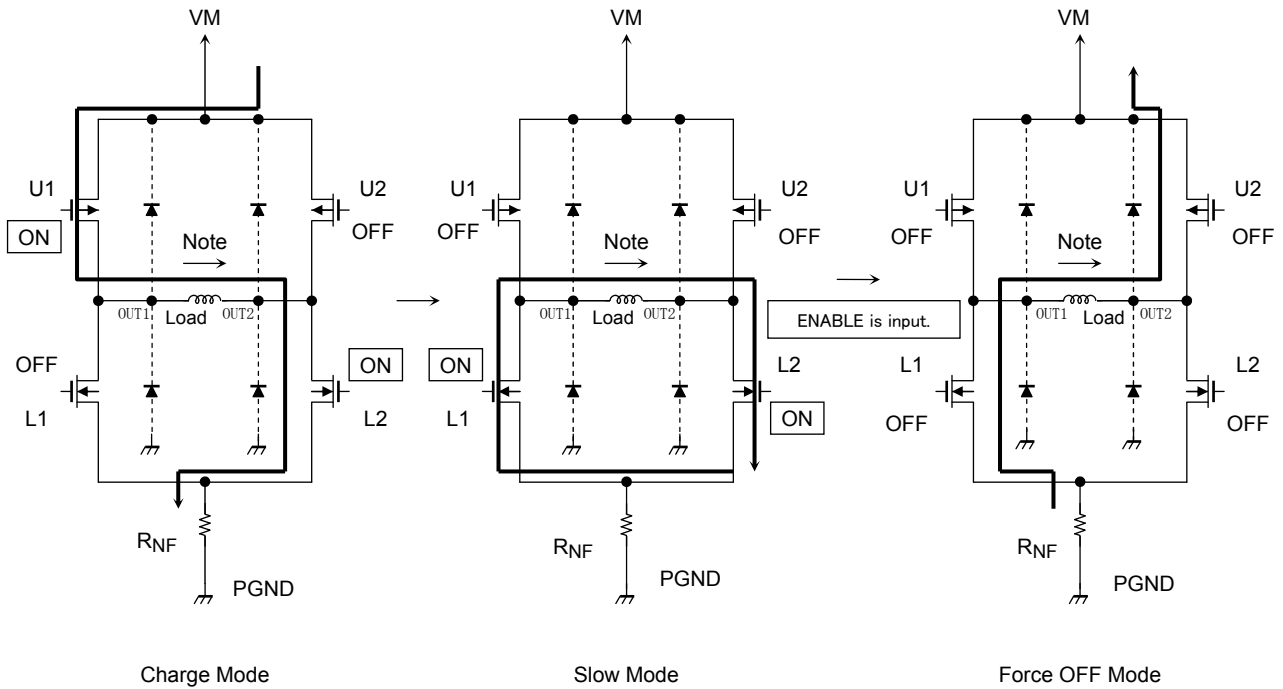 VM
U1
ON
U2
OFF
Note
OUT1
Load
OUT2
OFF
L1
ON
L2
RNF
PGND
Charge Mode
VM
U1
OFF
U2
OFF
Note
OUT1
Load
OUT2
ON
L1
L2
ON
RNF
PGND
Slow Mode
ENABLE is input.
VM
U1
OFF
U2
OFF
Note
OUT1
Load
OUT2
L1
OFF
L2
OFF
RNF
PGND
Force OFF Mode